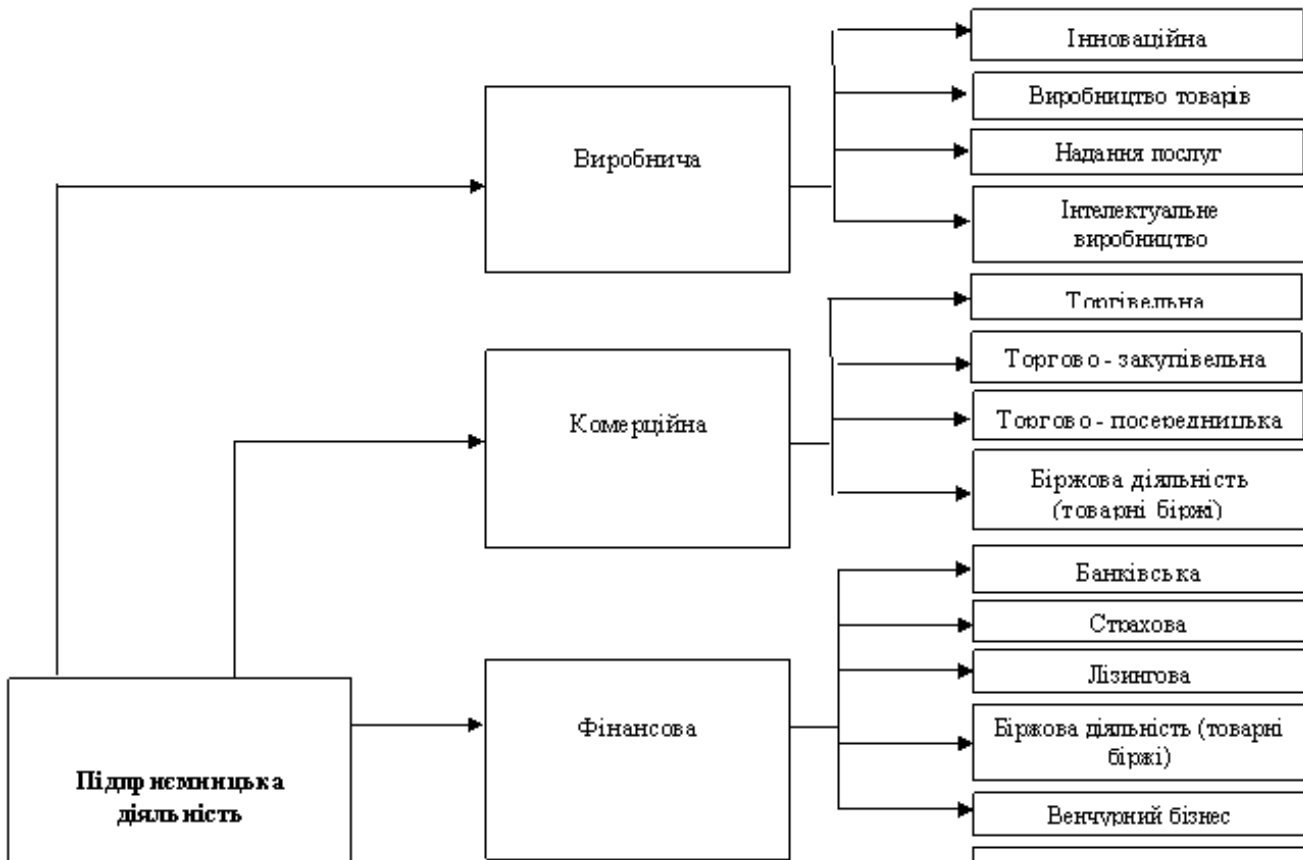 Інноваційна
Виробництво товарів
Надання послуг
Інтелектуальне
виробництво
Виробнича
Торгівельна
Торгово - закупівельна
Торгово - посередницька
Біржова діяльність
(товарні біржі)
Комерційна
Банківська
Страхова
Лізингова
Біржова діяльність (товарні
біржі)
Венчурний бізнес
Фінансова
Підприємницька
діяльність